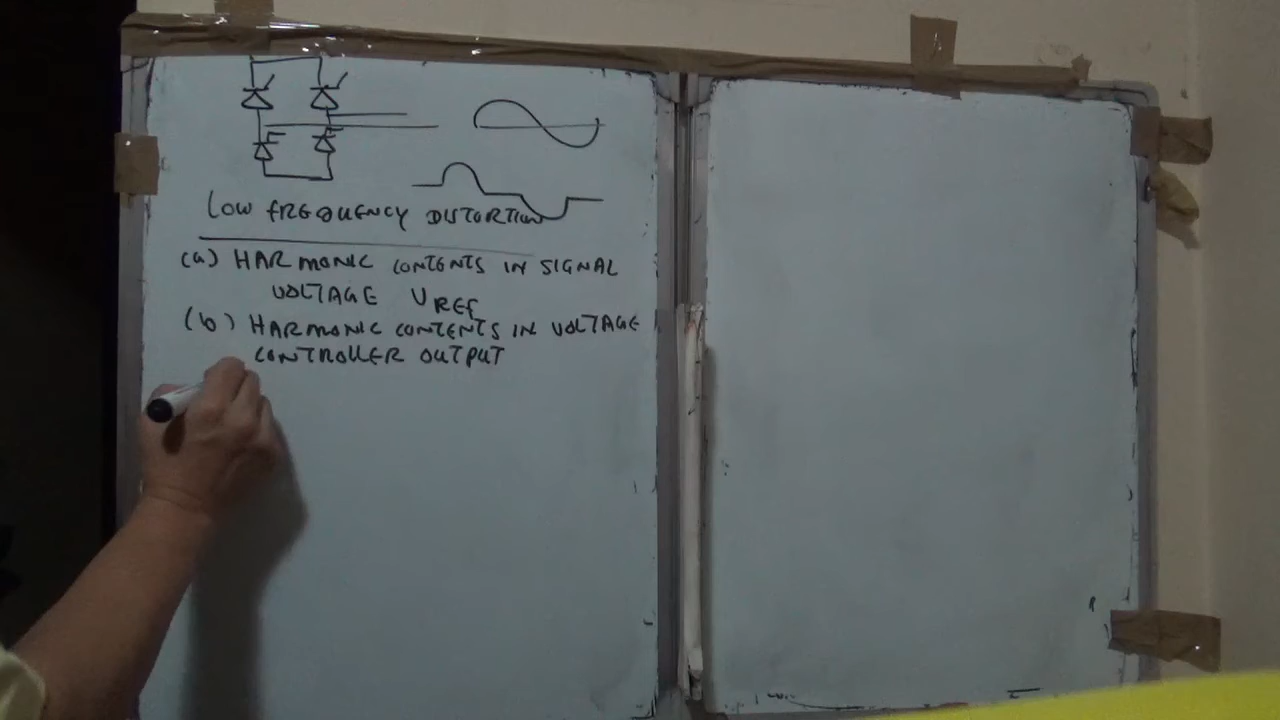 LOW FREQUENCY DISTORTION
(a) HARMONIC CONTENTS IN SIGNAL
VOLTAGE VREF
(b) HARMONIC CONTENTS IN VOLTAGE
CONTROLLER OUTPUT